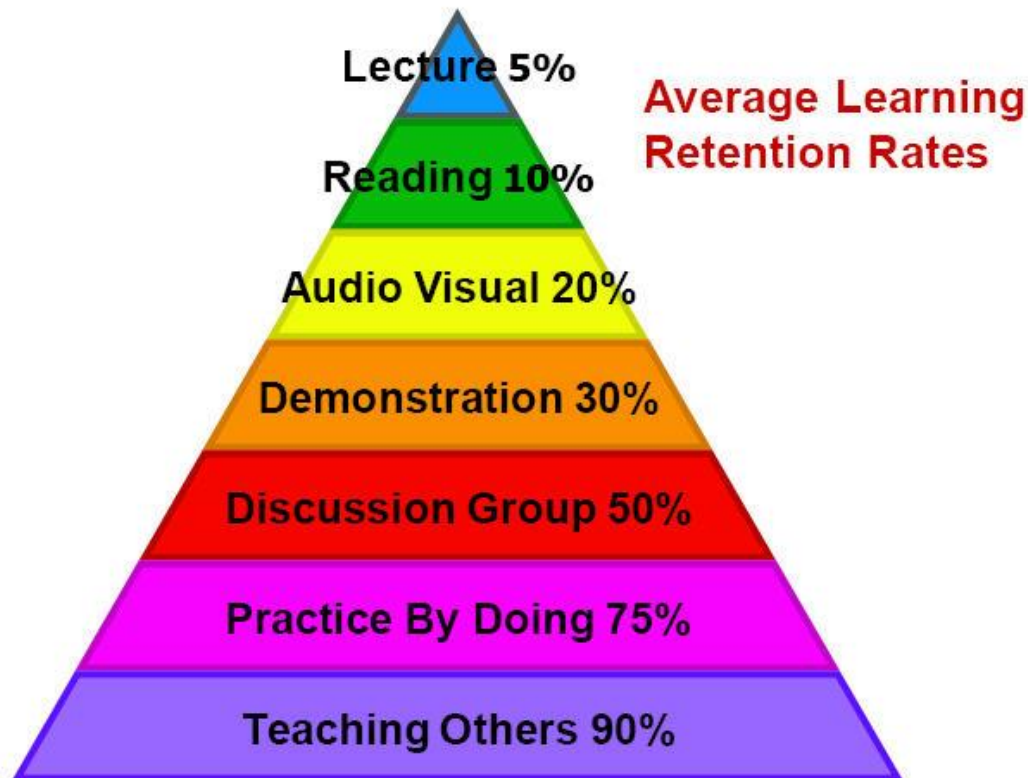 Lecture 5%
Average Learning
Retention Rates
Reading 10%
Audio Visual 20%
Demonstration 30%
Discussion Group 50%
Practice By Doing 75%
Teaching Others 90%